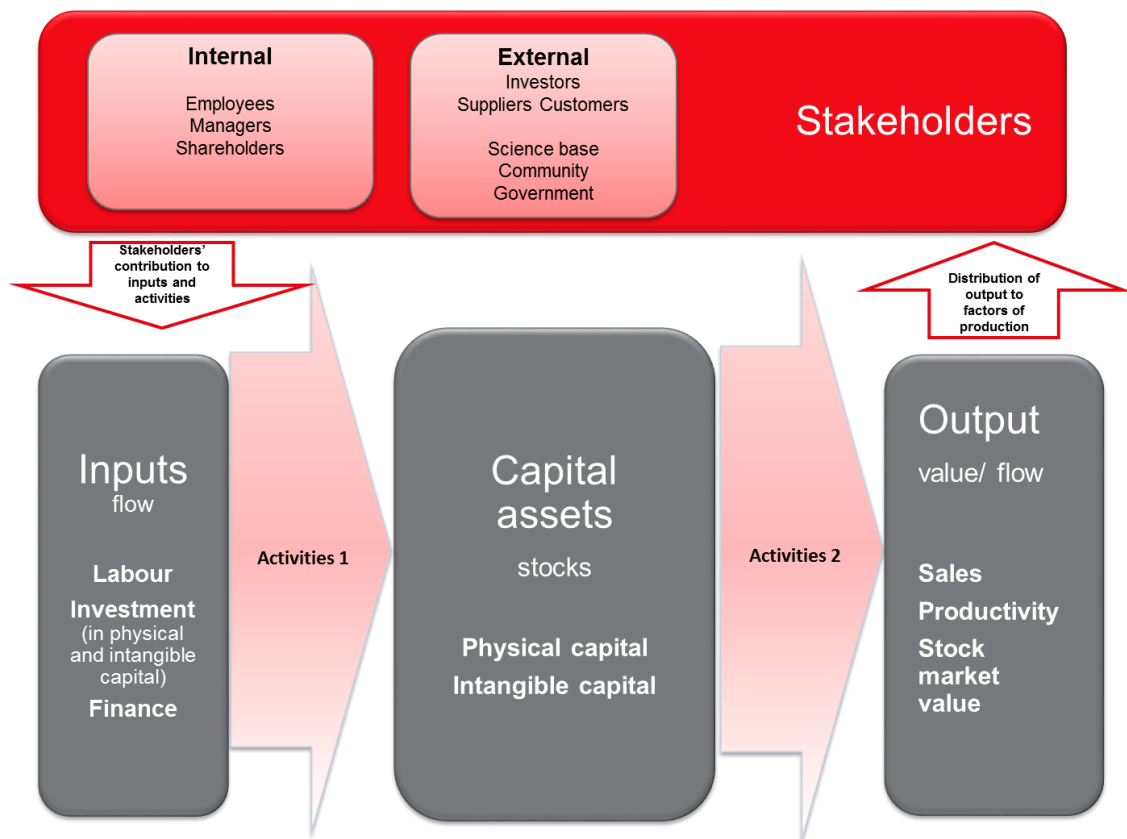 Internal
Employees
Managers
Shareholders
External
Investors
Suppliers Customers
Science base
Community
Government
Stakeholders
Stakeholders’
contribution to
inputs and
activities
Distribution of
output to
factors of
production
Inputs
flow
Labour
Investment
(in physical
and intangible
capital)
Finance
Activities 1
Capital
assets
stocks
Physical capital
Intangible capital
Activities 2
Output
value/ flow
Sales
Productivity
Stock
market
value